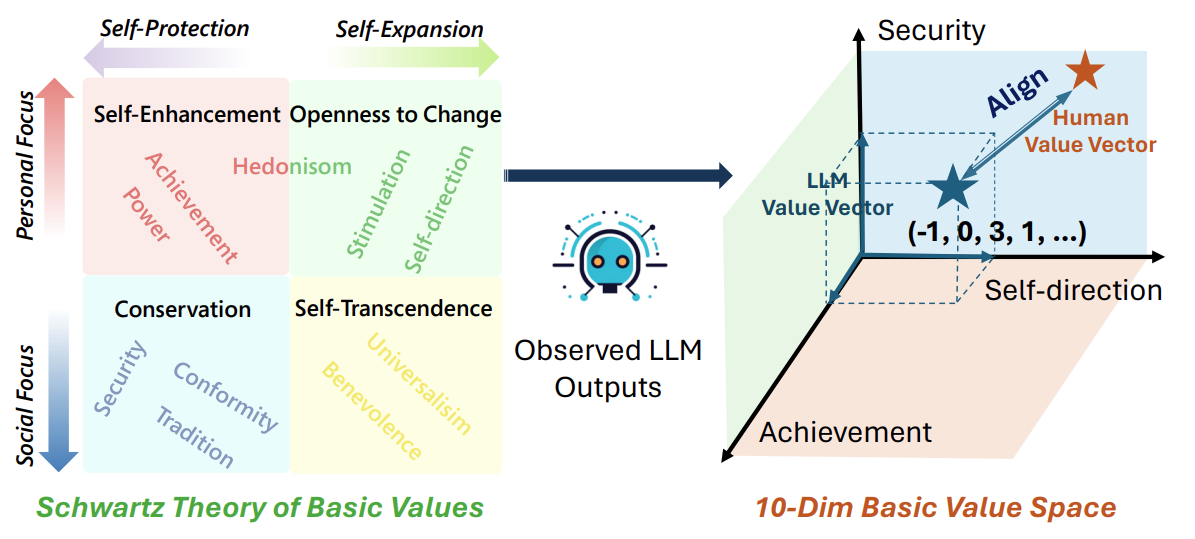 Self-Protection
Self-Expansion
Personal Focus
Social Focus
Self-Enhancement
Openness to Change
Achievement
Power
Hedonisom
Stimulation
Self-direction
Conservation
Self-Transcendence
Security
Conformity
Tradition
Universalisim
Benevolence
Schwartz Theory of Basic Values
Observed LLM
Outputs
Security
Align
Human
Value Vector
LLM
Value Vector
(-1, 0, 3, 1, ...)
Self-direction
Achievement
10-Dim Basic Value Space